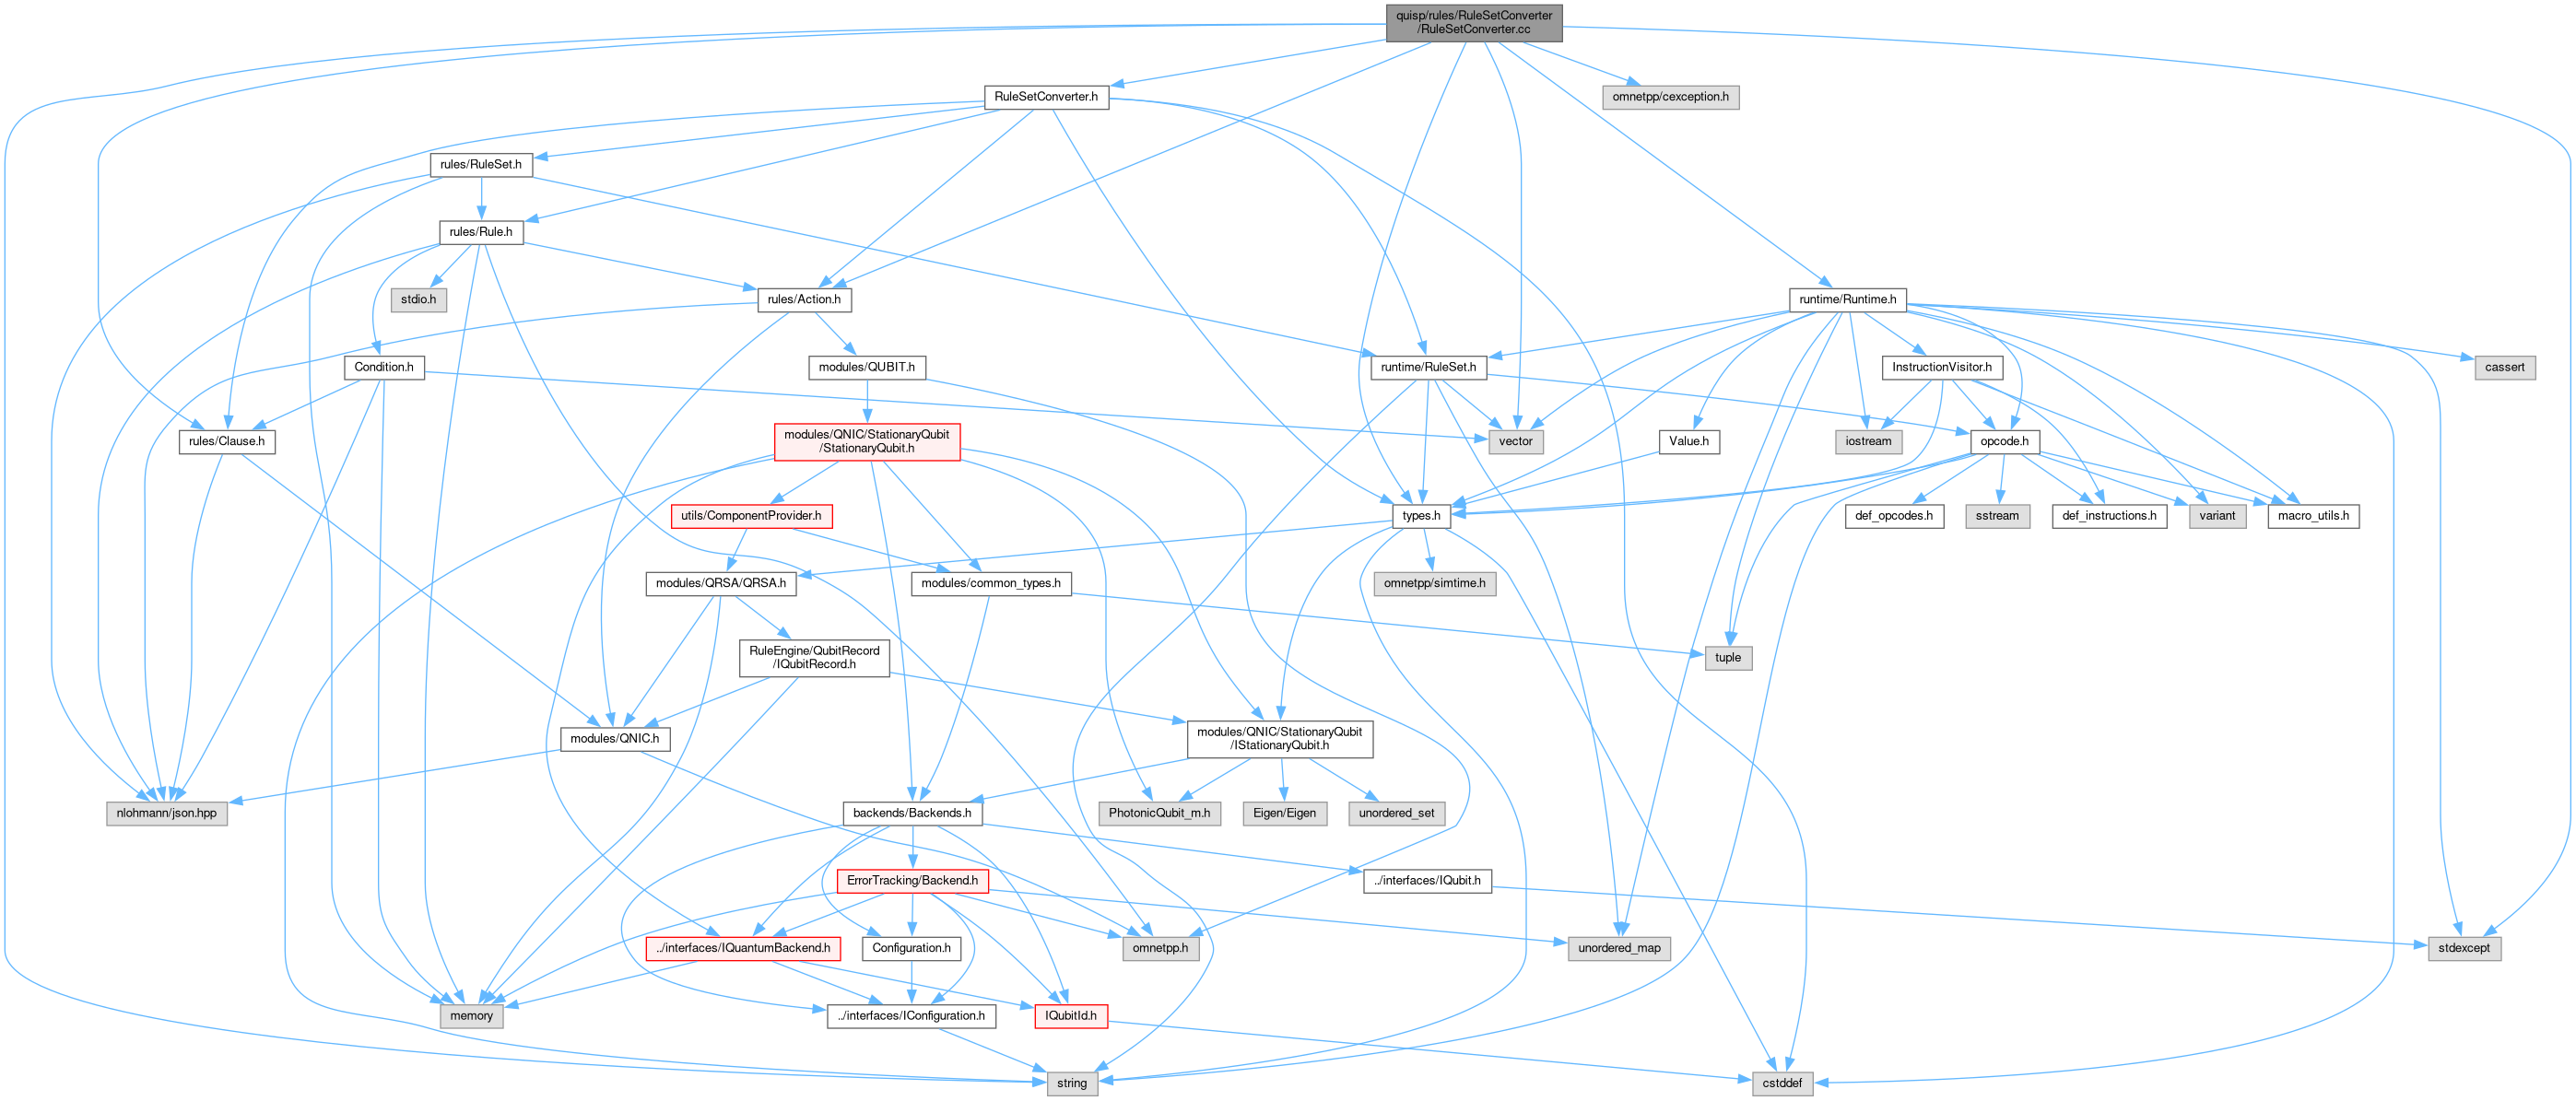 quisp/rules/RuleSetConverter
/RuleSetConverter.cc
RuleSetConverter.h
omnetpp/cexception.h
rules/RuleSet.h
rules/Rule.h
stdio.h
rules/Action.h
runtime/Runtime.h
Condition.h
modules/QUBIT.h
runtime/RuleSet.h
InstructionVisitor.h
cassert
rules/Clause.h
modules/QNIC/StationaryQubit
/StationaryQubit.h
vector
Value.h
iostream
opcode.h
utils/ComponentProvider.h
types.h
def_opcodes.h
sstream
def_instructions.h
variant
macro_utils.h
modules/QRSA/QRSA.h
modules/common_types.h
omnetpp/simtime.h
RuleEngine/QubitRecord
/IQubitRecord.h
tuple
modules/QNIC.h
modules/QNIC/StationaryQubit
/IStationaryQubit.h
nlohmann/json.hpp
backends/Backends.h
PhotonicQubit_m.h
Eigen/Eigen
unordered_set
ErrorTracking/Backend.h
../interfaces/IQubit.h
../interfaces/IQuantumBackend.h
Configuration.h
omnetpp.h
unordered_map
stdexcept
memory
../interfaces/IConfiguration.h
IQubitId.h
string
cstddef